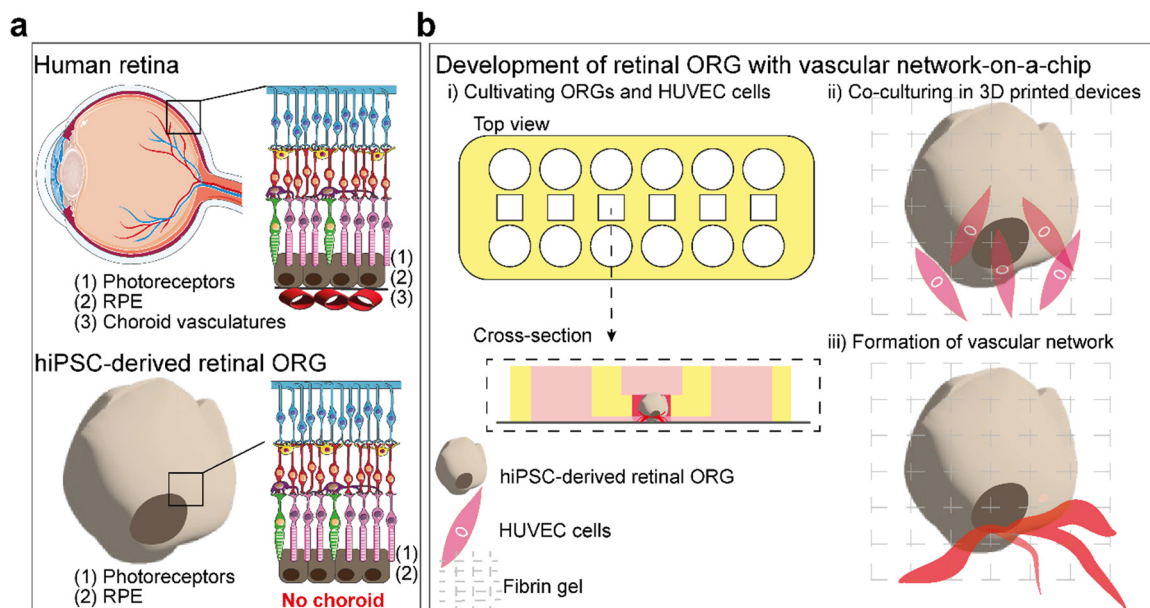 a
Human retina
(1)
(2)
(3)
(1) Photoreceptors
(2) RPE
(3) Choroid vasculatures
hiPSC-derived retinal ORG
(1)
(2)
(1) Photoreceptors
(2) RPE
No choroid
b
Development of retinal ORG with vascular network-on-a-chip
i) Cultivating ORGs and HUVEC cells
Top view
Cross-section
hiPSC-derived retinal ORG
HUVEC cells
Fibrin gel
ii) Co-culturing in 3D printed devices
iii) Formation of vascular network